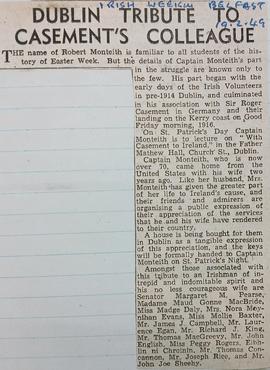 IRISH WEEKLY BELFAST
19.2.49
DUBLIN TRIBUTE TO
CASEMENT'S COLLEAGUE
THE name of Robert Monteith is familiar to all students of the his-
tory of Easter Week. But the details of Captain Monteith's part
in the struggle are known only to
the few. His part began with the
early days of the Irish Volunteers
in pre-1914 Dublin, and culminated
in his association with Sir Roger
Casement in Germany and their
landing on the Kerry coast on Good
Friday morning, 1916.
On St. Patrick's Day Captain
Monteith is to lecture on "With
Casement to Ireland," in the Father
Mathew Hall, Church St., Dublin.
Captain Monteith, who is now
over 70, came home from the
United States with his wife two
years ago. Like her husband, Mrs.
Monteith has given the greater part
of her life to Ireland's cause, and
their friends and admirers are
organising a public expression of
their appreciation of the services
that he and his wife have rendered
to their country.
A house is being bought for them
in Dublin as a tangible expression
of this appreciation, and the keys
will be formally handed to Captain
Monteith on St. Patrick's Night.
Amongst those associated with
this tribute to an Irishman of in-
trepid and indomitable spirit and
his no less courageous wife are
Senator Margaret M. Pearse,
Madame Maud Gonne MacBride,
Miss Madge Daly, Mrs. Nora Moy-
nihan Evans, Miss Mollie Baxter,
Mr. James J. Campbell, Mr. Laur-
ence Egan, Mr. Richard J. King,
Mr. Thomas MacGreevy, Mr. John
English, Miss Peggy Rogers, Eibh-
lin ni Chroinin, Mr. Thomas Con-
cannon, Mr. Joseph Rice, and Mr.
John Joe Sheehy.